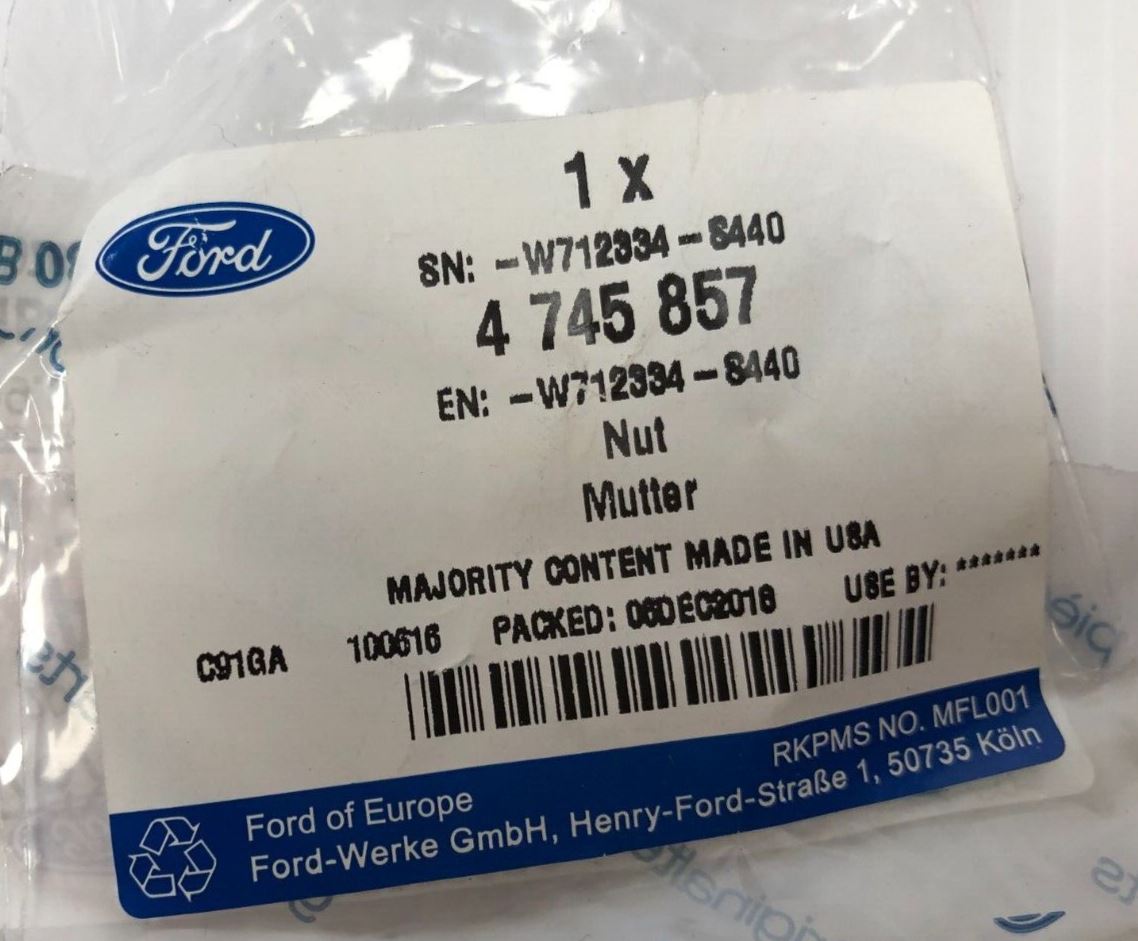 1 x
Ford
SN: -W712334-S440
4 745 857
EN: -W712334-S440
Nut
Mutter
MAJORITY CONTENT MADE IN USA
C91GA 100616 PACKED: 06DEC2016 USE BY: *******
RKPMS NO. MFL001
Ford of Europe
Ford-Werke GmbH, Henry-Ford-Straße 1, 50735 Köln